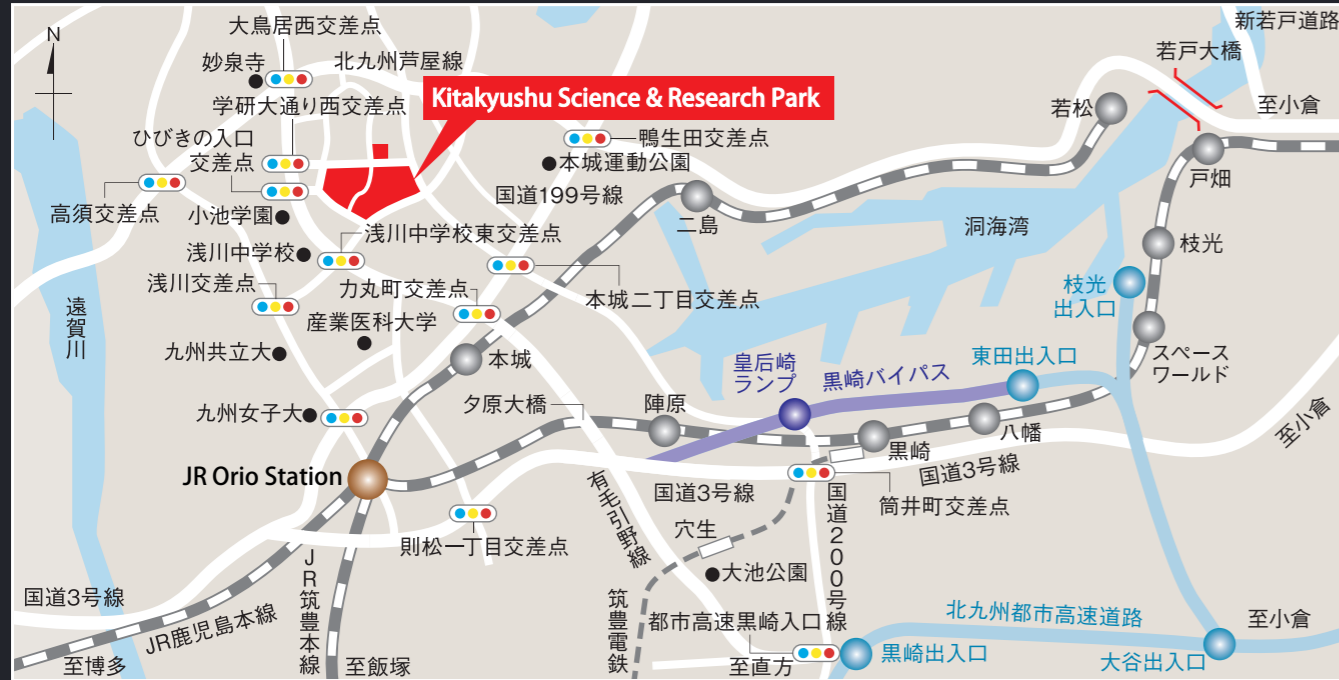 新若戸道路
大鳥居西交差点
N
若戸大橋
妙泉寺
北九州芦屋線
Kitakyushu Science & Research Park
学研大通り西交差点
若松
至小倉
ひびきの入口
交差点
鴨生田交差点
本城運動公園
戸畑
国道199号線
高須交差点
小池学園
二島
洞海湾
浅川中学校東交差点
枝光
浅川中学校
浅川交差点
力丸町交差点
本城二丁目交差点
枝光
出入口
遠賀川
産業医科大学
九州共立大
本城
皇后崎
ランプ
黒崎バイパス
東田出入口
スペース
ワールド
九州女子大
夕原大橋
陣原
黒崎
八幡
至小倉
JR Orio Station
国道3号線
国道3号線
有毛引野線
国道200号線
筒井町交差点
則松一丁目交差点
穴生
大池公園
国道3号線
JR鹿児島本線
JR筑豊本線
筑豊電鉄
都市高速黒崎入口
北九州都市高速道路
至小倉
至博多
至飯塚
至直方
黒崎出入口
大谷出入口